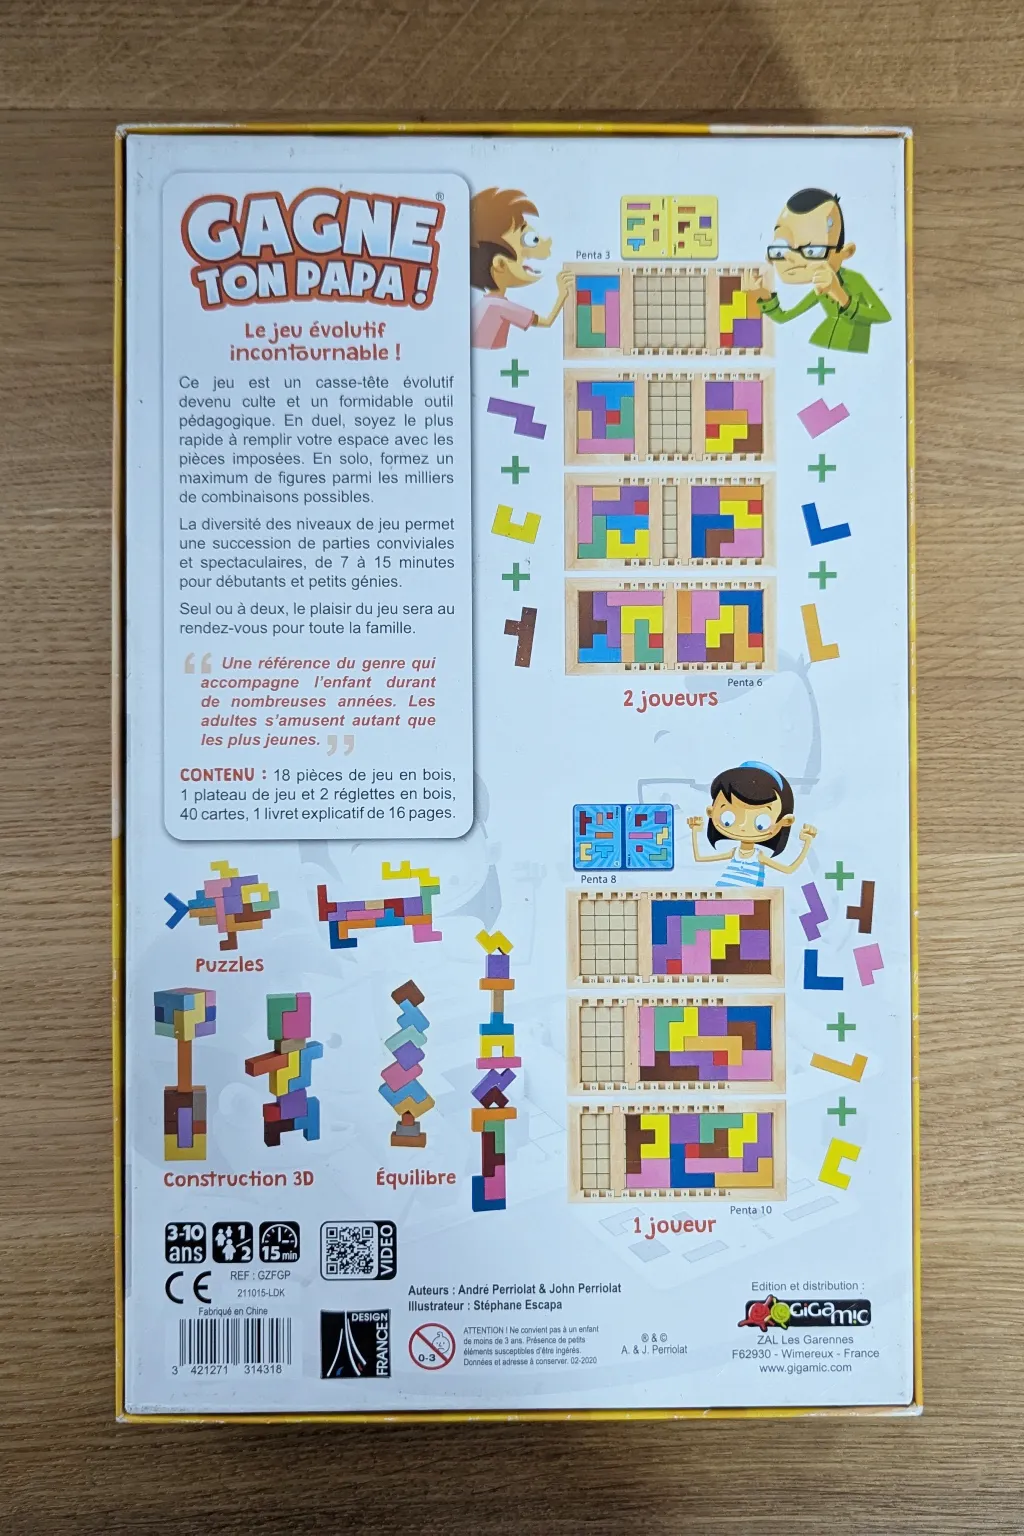 GAGNE
TON PAPA !
®
Le jeu évolutif
incontournable !
Ce jeu est un casse-tête évolutif
devenu culte et un formidable outil
pédagogique. En duel, soyez le plus
rapide à remplir votre espace avec les
pièces imposées. En solo, formez un
maximum de figures parmi les milliers
de combinaisons possibles.
La diversité des niveaux de jeu permet
une succession de parties conviviales
et spectaculaires, de 7 à 15 minutes
pour débutants et petits génies.
Seul ou à deux, le plaisir du jeu sera au
rendez-vous pour toute la famille.
“ Une référence du genre qui
accompagne l'enfant durant
de nombreuses années. Les
adultes s'amusent autant que
les plus jeunes. ”
CONTENU : 18 pièces de jeu en bois,
1 plateau de jeu et 2 réglettes en bois,
40 cartes, 1 livret explicatif de 16 pages.
Penta 3
Penta 6
2 joueurs
Penta 8
Penta 10
1 joueur
Puzzles
Construction 3D
Équilibre
3-10
ans
1
2
15 min
VIDEO
CE
REF : GZFGP
211015-LDK
Fabriqué en Chine
3 421271 314318
DESIGN
FRANCE
Auteurs : André Perriolat & John Perriolat
Illustrateur : Stéphane Escapa
0-3
ATTENTION ! Ne convient pas à un enfant
de moins de 3 ans. Présence de petits
éléments susceptibles d'être ingérés.
Données et adresse à conserver. 02-2020
® & ©
A. & J. Perriolat
Edition et distribution :
GiGamic
ZAL Les Garennes
F62930 - Wimereux - France
www.gigamic.com